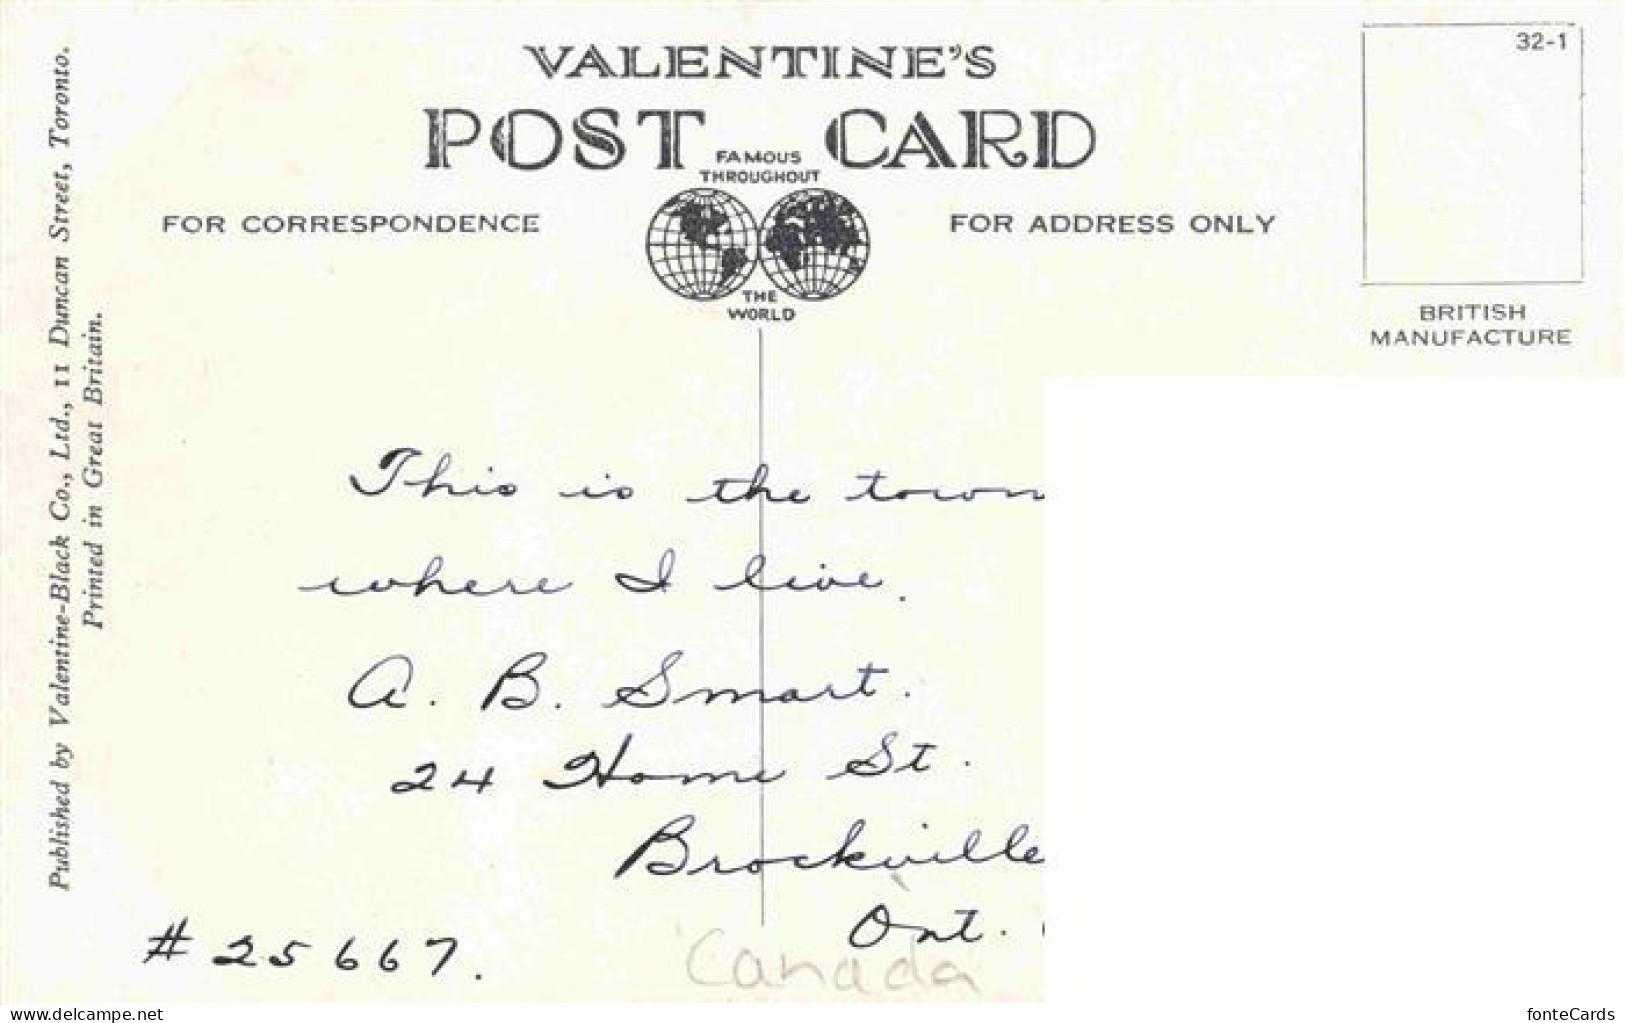 VALENTINE'S
POST CARD
FAMOUS
THROUGHOUT
THE
WORLD
FOR CORRESPONDENCE
FOR ADDRESS ONLY
32-1
BRITISH
MANUFACTURE
Published by Valentine-Black Co., Ltd., 11 Duncan Street, Toronto.
Printed in Great Britain.
This is the town
where I live.
A. B. Smart.
24 Home St.
Brockville
Ont.
Canada
# 25667.
delcampe.net
fonteCards